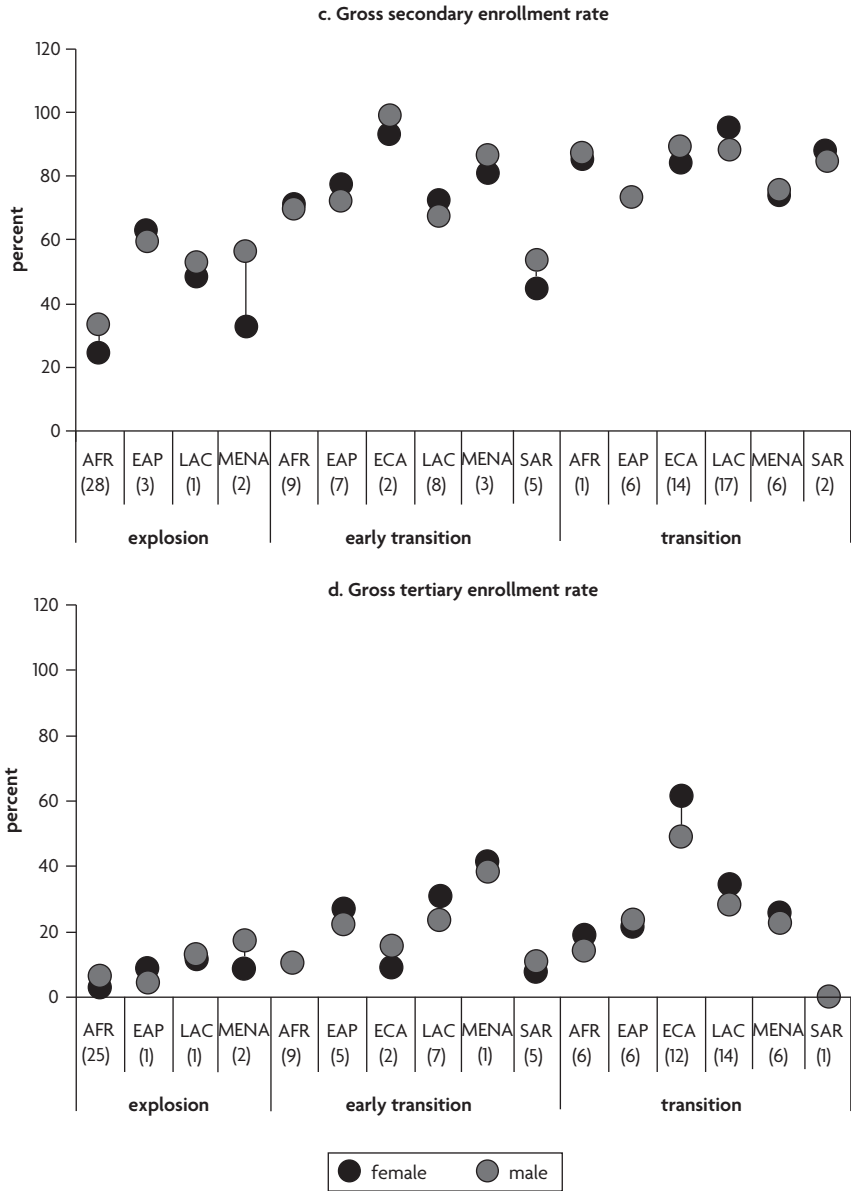 c. Gross secondary enrollment rate
120
100
80
60
40
20
0
percent
AFR EAP LAC MENA AFR EAP ECA LAC MENA SAR AFR EAP ECA LAC MENA SAR
(28) (3) (1) (2) (9) (7) (2) (8) (3) (5) (1) (6) (14) (17) (6) (2)
explosion early transition transition
d. Gross tertiary enrollment rate
120
100
80
60
40
20
0
percent
AFR EAP LAC MENA AFR EAP ECA LAC MENA SAR AFR EAP ECA LAC MENA SAR
(25) (1) (1) (2) (9) (5) (2) (7) (1) (5) (6) (6) (12) (14) (6) (1)
explosion early transition transition
female male